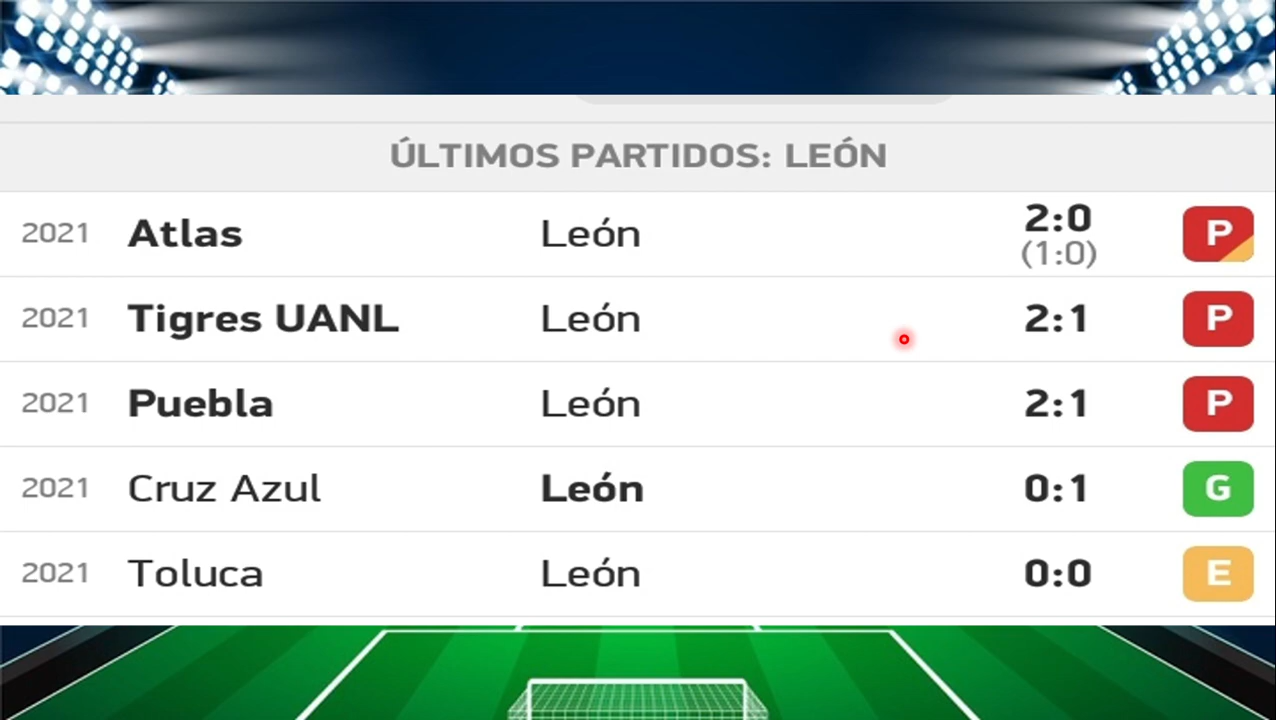 ÚLTIMOS PARTIDOS: LEÓN
2021 Atlas León 2:0 (1:0) P
2021 Tigres UANL León 2:1 P
2021 Puebla León 2:1 P
2021 Cruz Azul León 0:1 G
2021 Toluca León 0:0 E